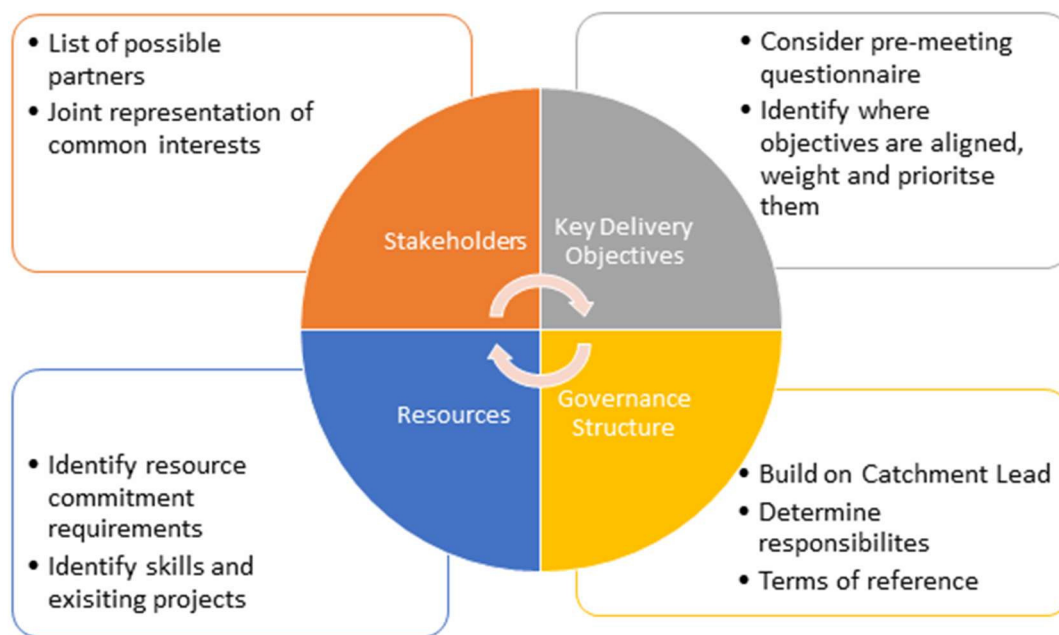 • List of possible
partners
• Joint representation of
common interests
• Consider pre-meeting
questionnaire
• Identify where
objectives are aligned,
weight and prioritse
them
Stakeholders
Key Delivery
Objectives
Resources
Governance
Structure
• Identify resource
commitment
requirements
• Identify skills and
exisiting projects
• Build on Catchment Lead
• Determine
responsibilites
• Terms of reference